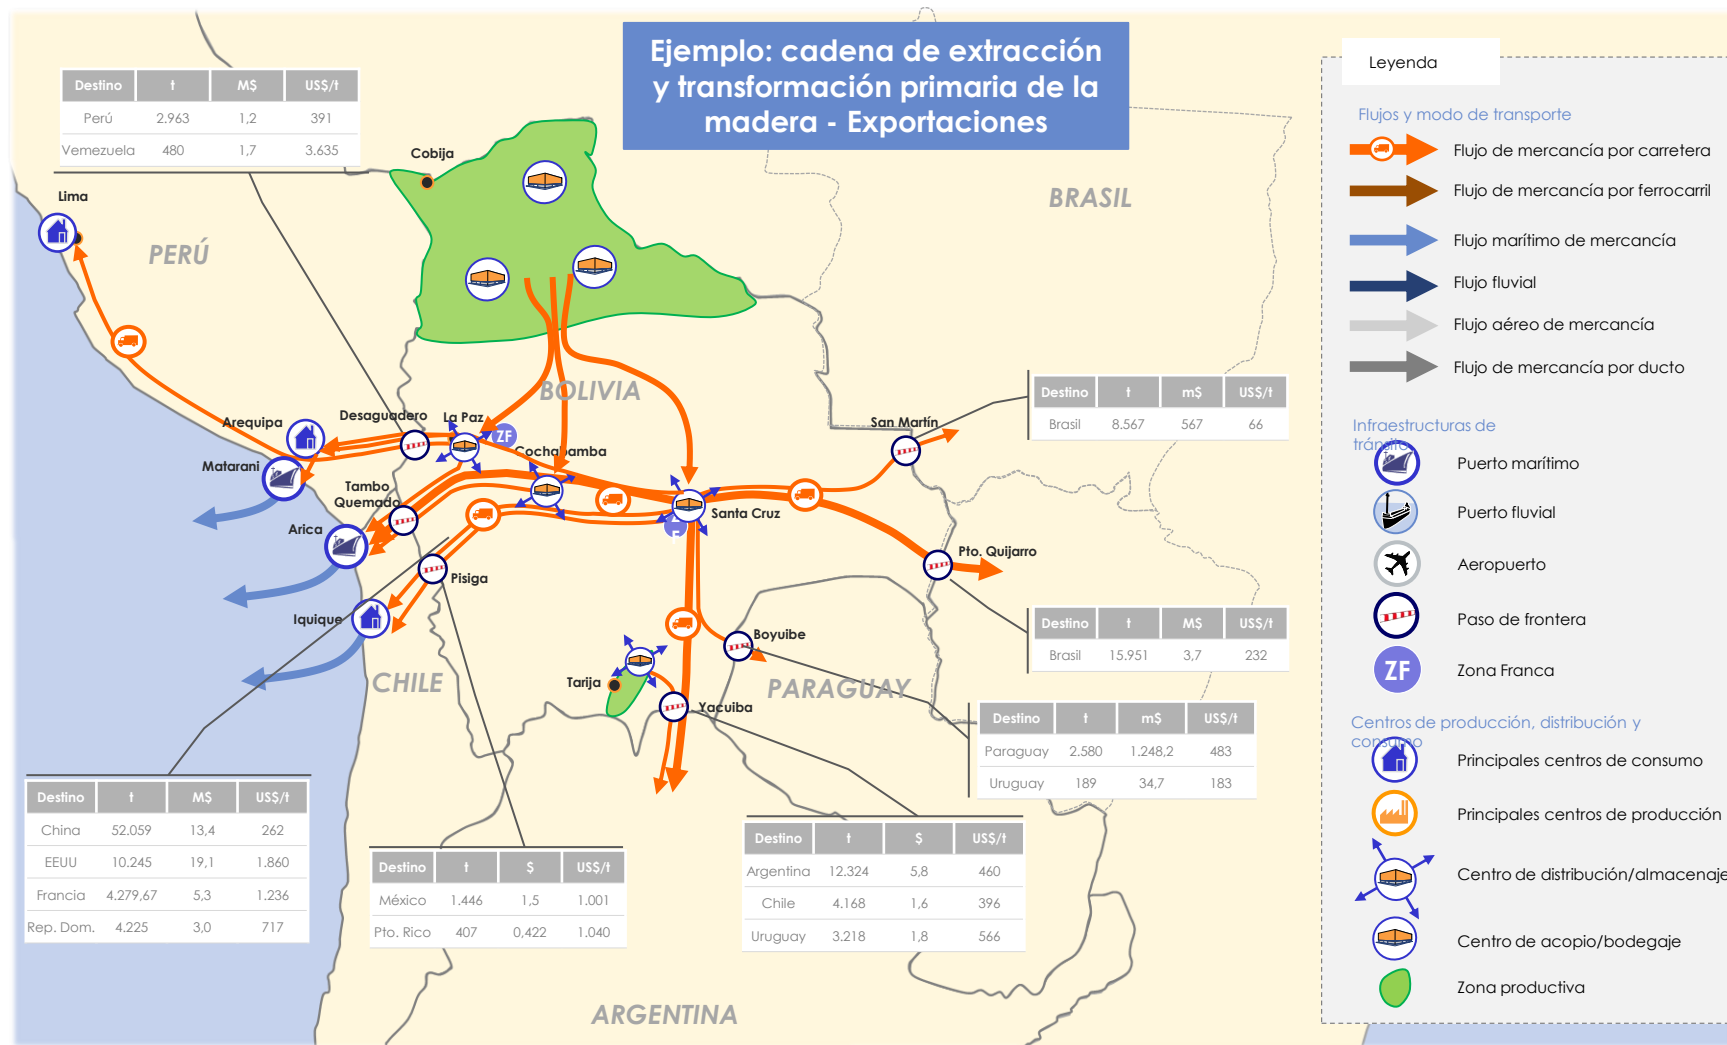 Ejemplo: cadena de extracción
y transformación primaria de la
madera - Exportaciones
Destino t M$ US$/t
Perú 2.963 1,2 391
Vemezuela 480 1,7 3.635
Cobija
Lima
PERÚ
BRASIL
BOLIVIA
Desaguadero
La Paz
ZF
Arequipa
Cochabamba
San Martín
Matarani
Tambo
Quemado
Santa Cruz
Arica
Pto. Quijarro
Pisiga
Iquique
Boyuibe
CHILE
Tarija
PARAGUAY
Yacuiba
ARGENTINA
Destino t m$ US$/t
Brasil 8.567 567 66
Destino t M$ US$/t
Brasil 15.951 3,7 232
Destino t m$ US$/t
Paraguay 2.580 1.248,2 483
Uruguay 189 34,7 183
Destino t M$ US$/t
China 52.059 13,4 262
EEUU 10.245 19,1 1.860
Francia 4.279,67 5,3 1.236
Rep. Dom. 4.225 3,0 717
Destino t $ US$/t
México 1.446 1,5 1.001
Pto. Rico 407 0,422 1.040
Destino t $ US$/t
Argentina 12.324 5,8 460
Chile 4.168 1,6 396
Uruguay 3.218 1,8 566
Leyenda
Flujos y modo de transporte
Flujo de mercancía por carretera
Flujo de mercancía por ferrocarril
Flujo marítimo de mercancía
Flujo fluvial
Flujo aéreo de mercancía
Flujo de mercancía por ducto
Infraestructuras de
tránsito
Puerto marítimo
Puerto fluvial
Aeropuerto
Paso de frontera
ZF Zona Franca
Centros de producción, distribución y
consumo
Principales centros de consumo
Principales centros de producción
Centro de distribución/almacenaje
Centro de acopio/bodegaje
Zona productiva